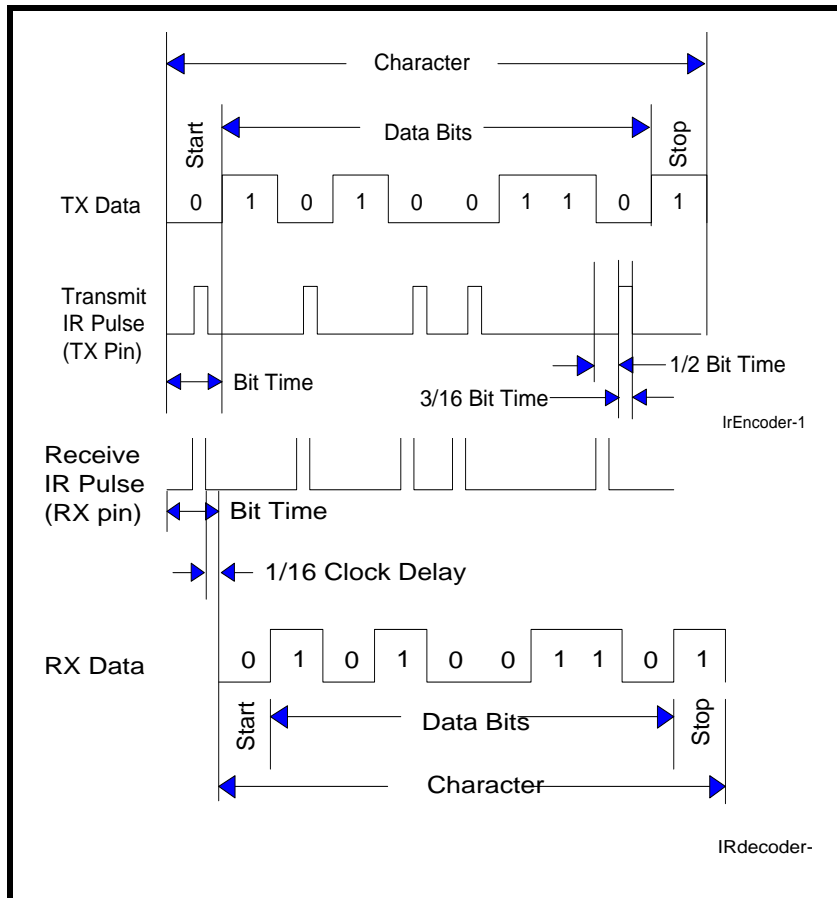 Character
Start
Data Bits
Stop
TX Data
0 1 0 1 0 0 1 1 0 1
Transmit
IR Pulse
(TX Pin)
Bit Time
1/2 Bit Time
3/16 Bit Time
IrEncoder-1
Receive
IR Pulse
(RX pin)
Bit Time
1/16 Clock Delay
RX Data
0 1 0 1 0 0 1 1 0 1
Start
Data Bits
Stop
Character
IRdecoder-